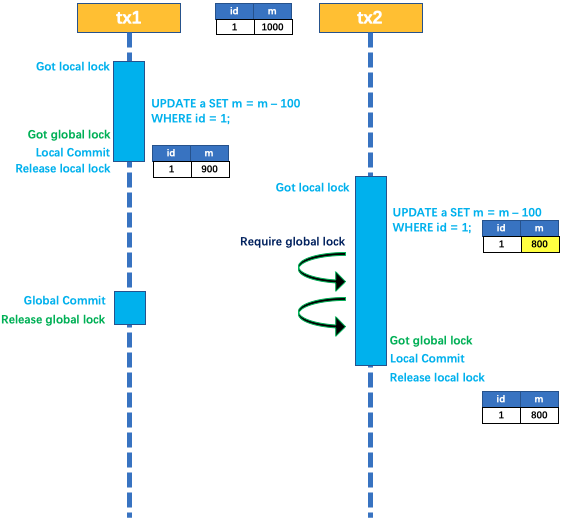 tx1
id m
1 1000
tx2
Got local lock
UPDATE a SET m = m – 100
WHERE id = 1;
Got global lock
Local Commit
Release local lock
id m
1 900
Got local lock
UPDATE a SET m = m – 100
WHERE id = 1;
id m
1 800
Require global lock
Global Commit
Release global lock
Got global lock
Local Commit
Release local lock
id m
1 800